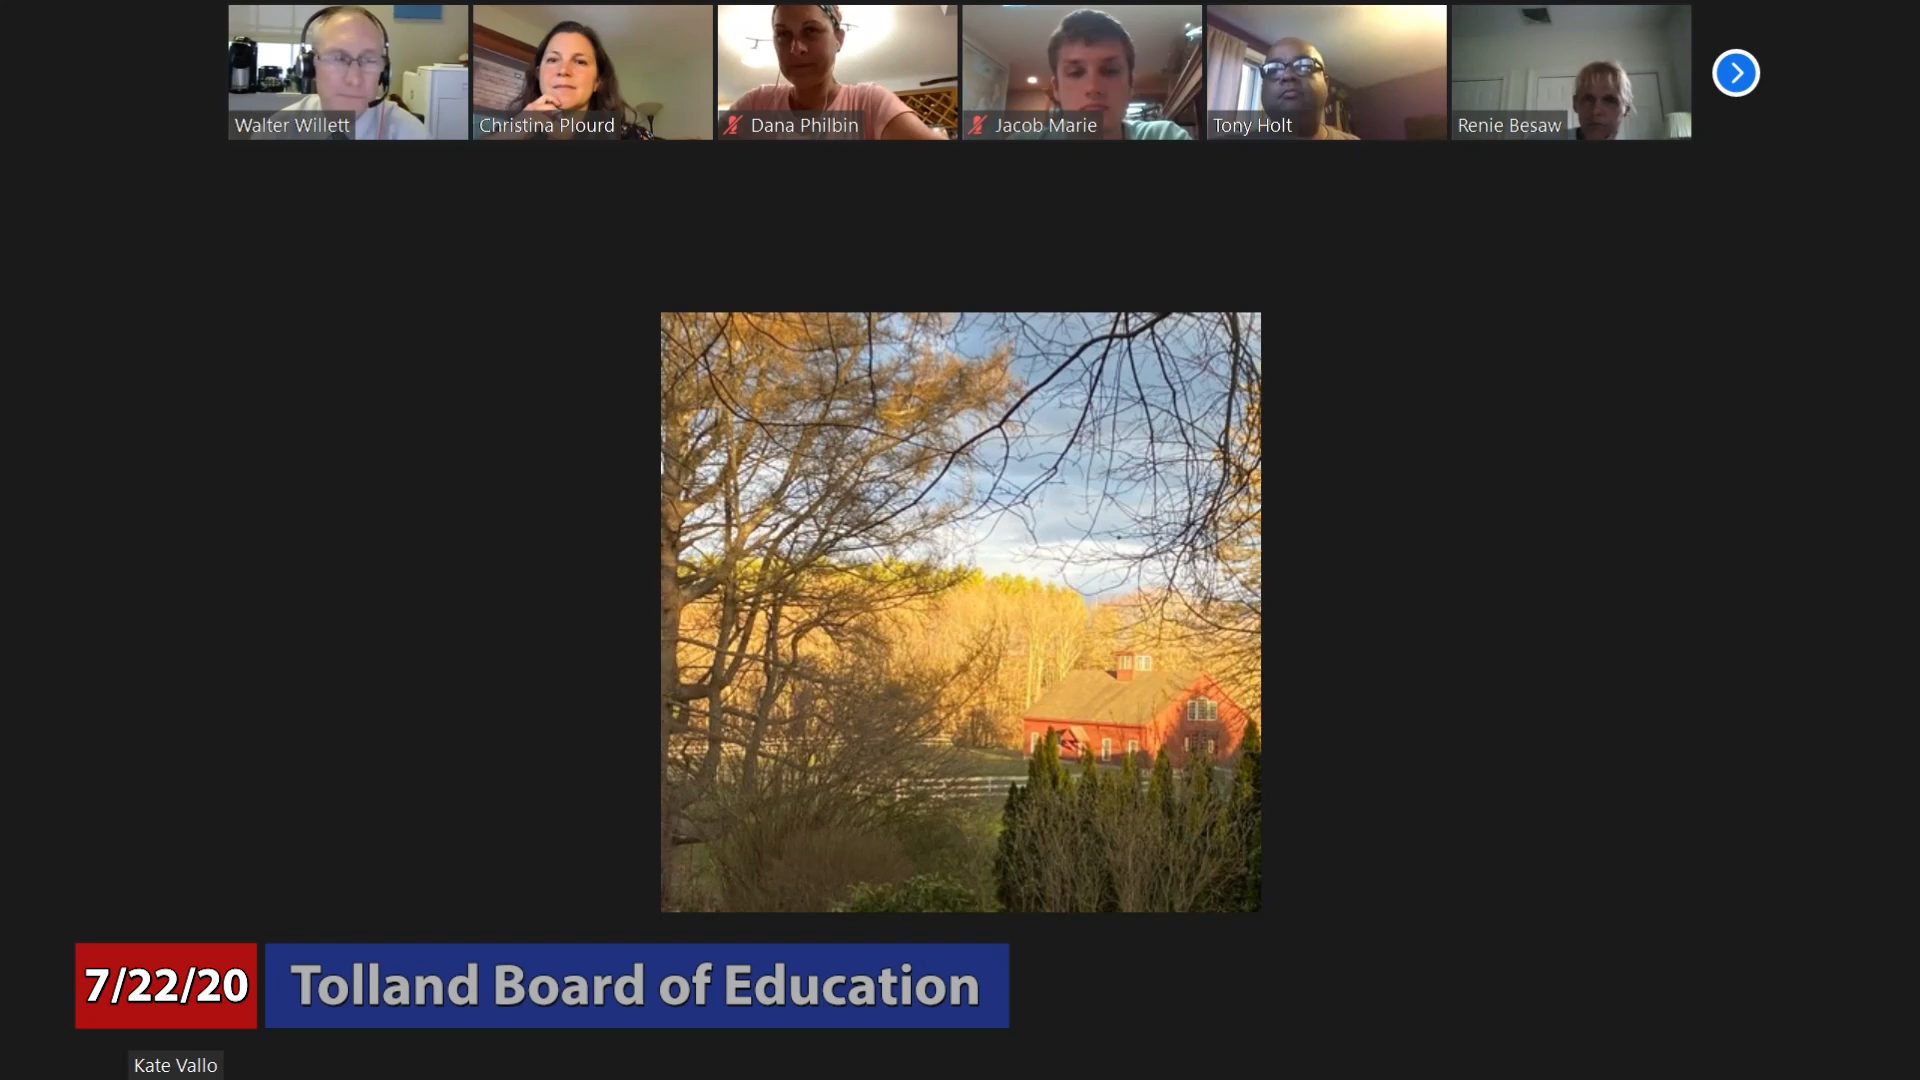 Walter Willett
Christina Plourd
Dana Philbin
Jacob Marie
Tony Holt
Renie Besaw
7/22/20
Tolland Board of Education
Kate Vallo